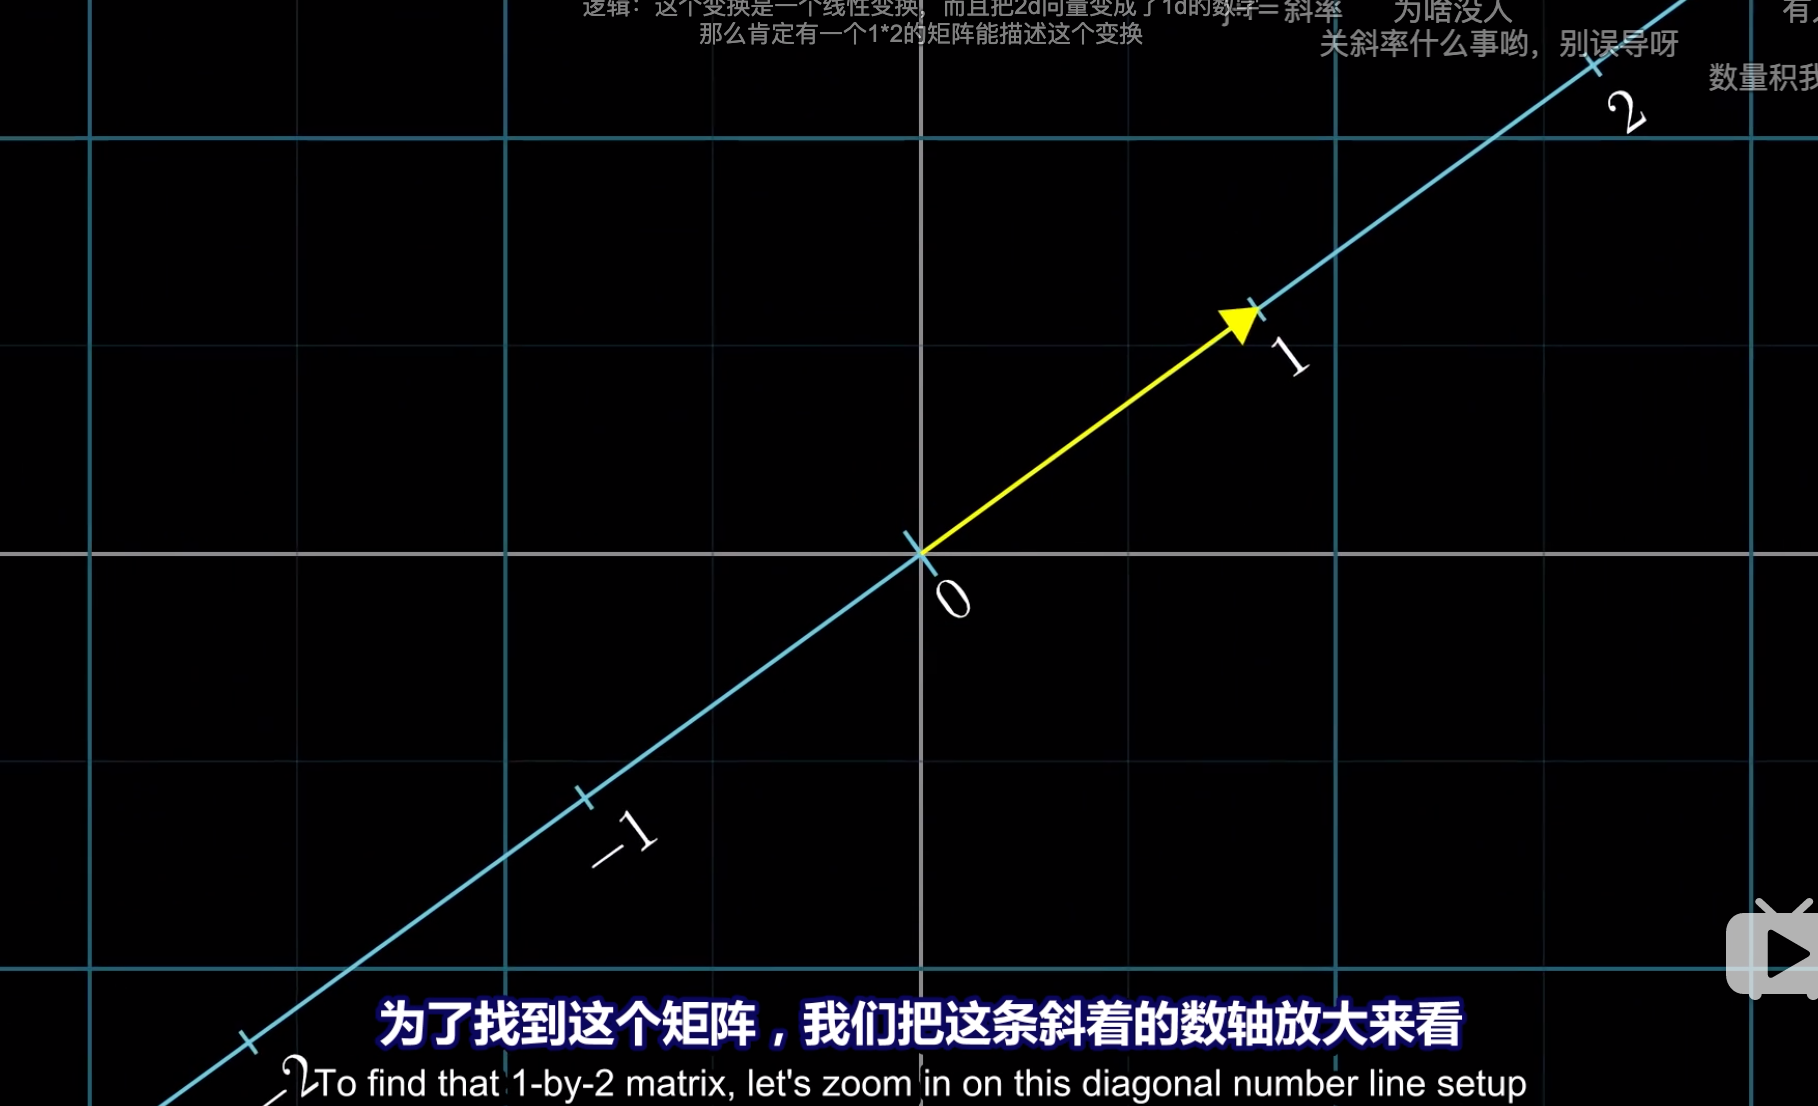 逻辑：这个变换是一个线性变换，而且把2d向量变成了1d的数字
=斜率
为啥没人
那么肯定有一个1*2的矩阵能描述这个变换
关斜率什么事哟，别误导呀
数量积我
2
1
0
−1
−2
为了找到这个矩阵，我们把这条斜着的数轴放大来看
To find that 1-by-2 matrix, let's zoom in on this diagonal number line setup